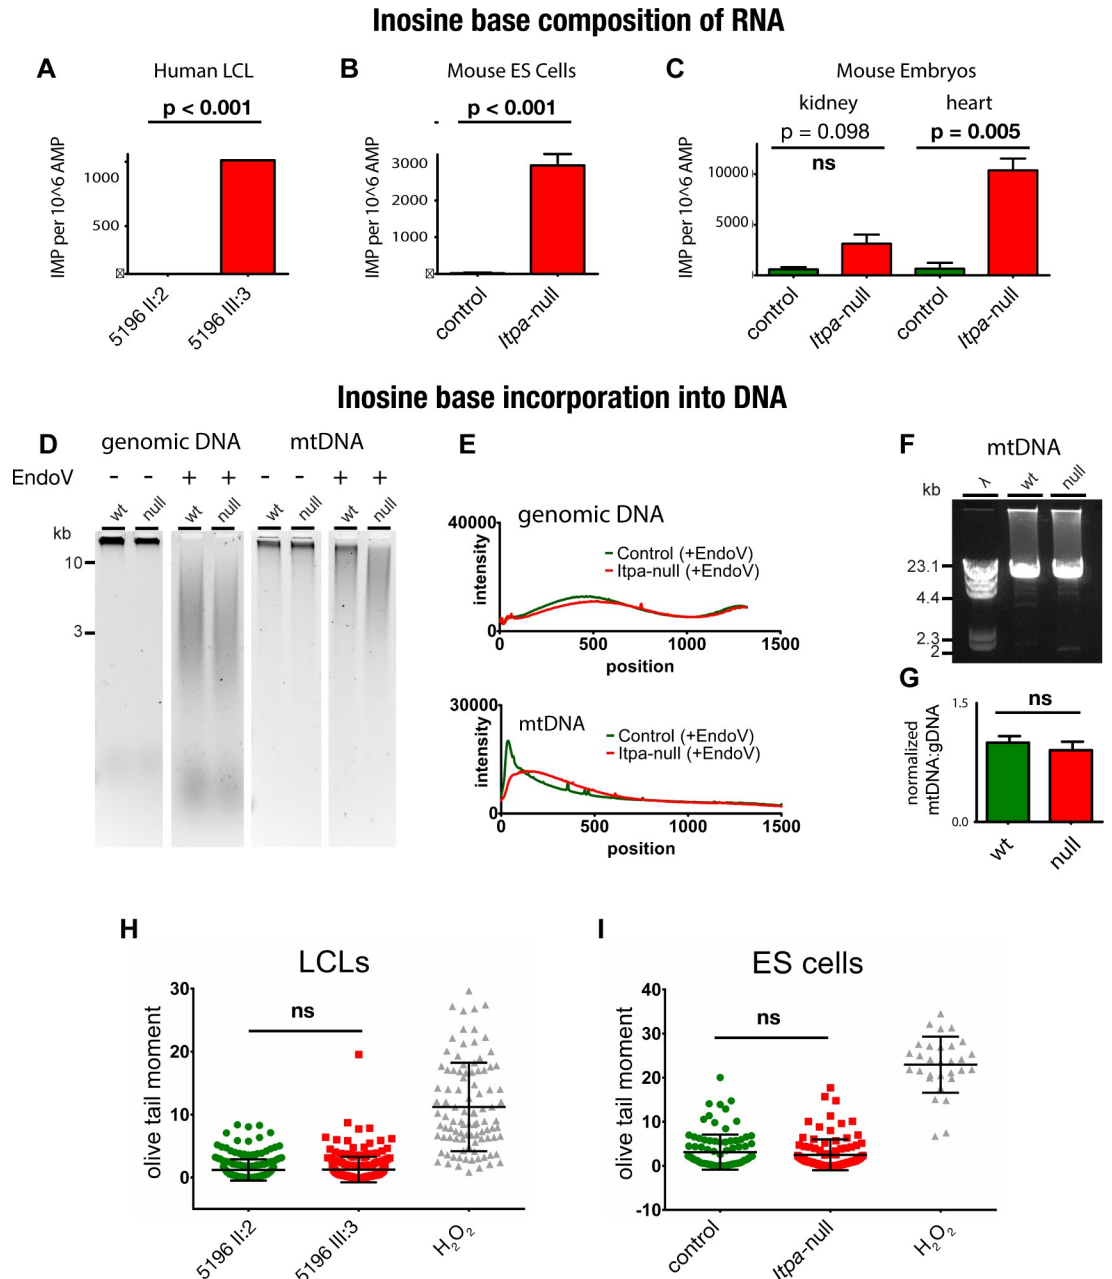 Inosine base composition of RNA
A
Human LCL
p < 0.001
IMP per 10^6 AMP
1000
500
5196 II:2
5196 III:3
B
Mouse ES Cells
p < 0.001
IMP per 10^6 AMP
3000
2000
1000
control
Itpa-null
C
Mouse Embryos
kidney
heart
p = 0.098
p = 0.005
ns
IMP per 10^6 AMP
10000
5000
control
Itpa-null
control
Itpa-null
Inosine base incorporation into DNA
D
genomic DNA
mtDNA
EndoV
- - + + - - + +
wt null wt null wt null wt null
kb
10
3
E
genomic DNA
40000
intensity
0
Control (+EndoV)
Itpa-null (+EndoV)
0 500 1000 1500
position
mtDNA
30000
intensity
0
Control (+EndoV)
Itpa-null (+EndoV)
0 500 1000 1500
position
F
mtDNA
kb
λ wt null
23.1
4.4
2.3
2
G
ns
normalized
mtDNA:gDNA
1.5
0.0
wt
null
H
LCLs
ns
olive tail moment
30
20
10
0
5196 II:2
5196 III:3
H2O2
I
ES cells
ns
olive tail moment
40
30
20
10
0
-10
control
Itpa-null
H2O2